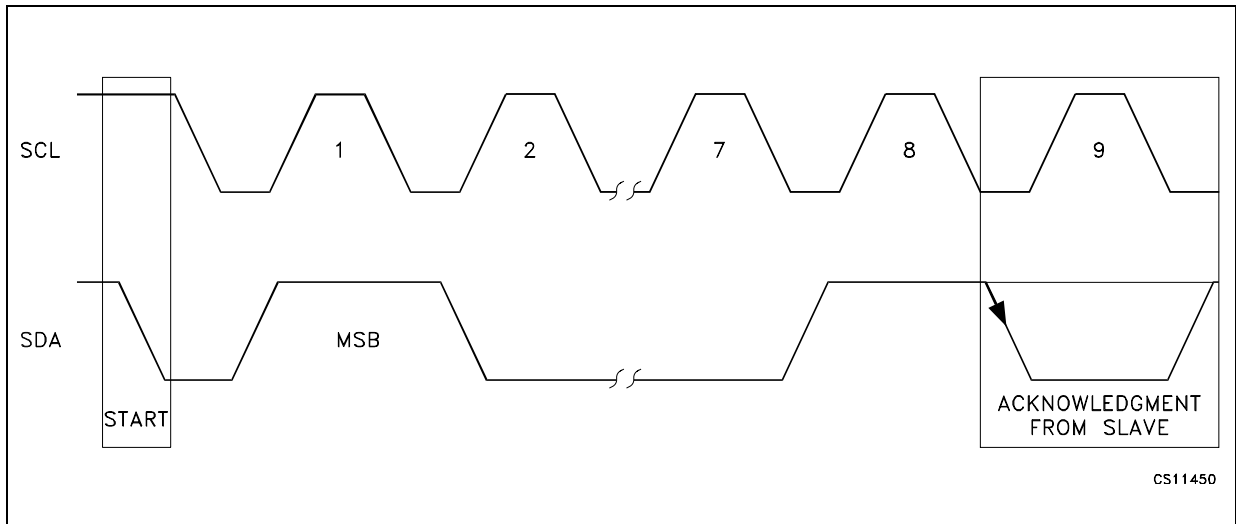 SCL
1
2
7
8
9
SDA
MSB
START
ACKNOWLEDGMENT
FROM SLAVE
CS11450